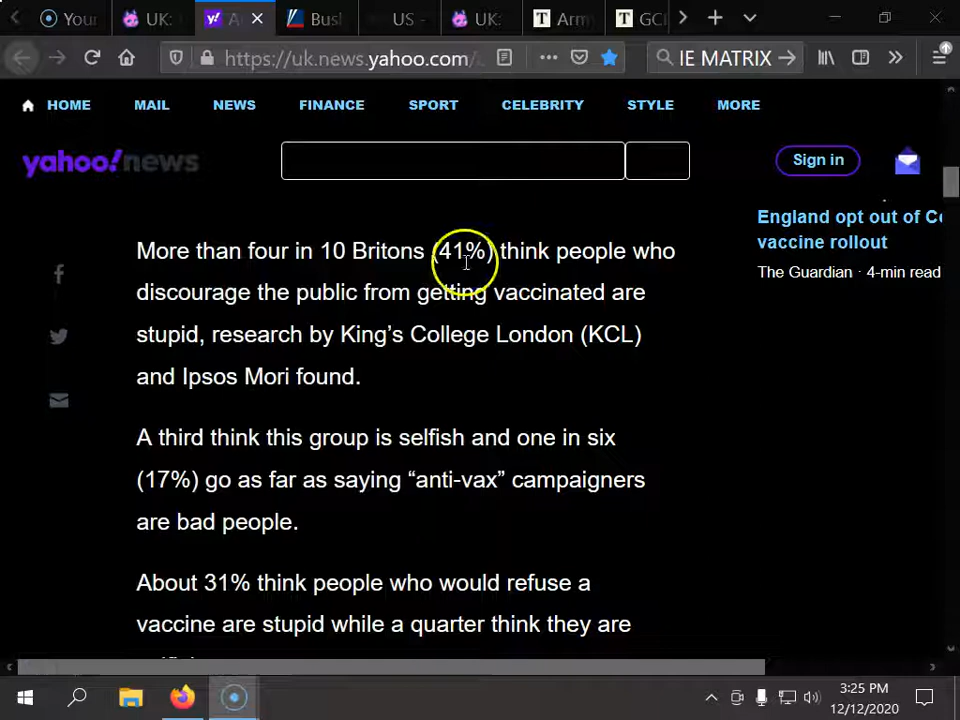 Your
UK:
Busl
US -
UK:
Arm
GCI
https://uk.news.yahoo.com/
IE MATRIX
HOME MAIL NEWS FINANCE SPORT CELEBRITY STYLE MORE
yahoo!news
Sign in
England opt out of Co
vaccine rollout
The Guardian · 4-min read
More than four in 10 Britons (41%) think people who
discourage the public from getting vaccinated are
stupid, research by King’s College London (KCL)
and Ipsos Mori found.
A third think this group is selfish and one in six
(17%) go as far as saying “anti-vax” campaigners
are bad people.
About 31% think people who would refuse a
vaccine are stupid while a quarter think they are
3:25 PM
12/12/2020